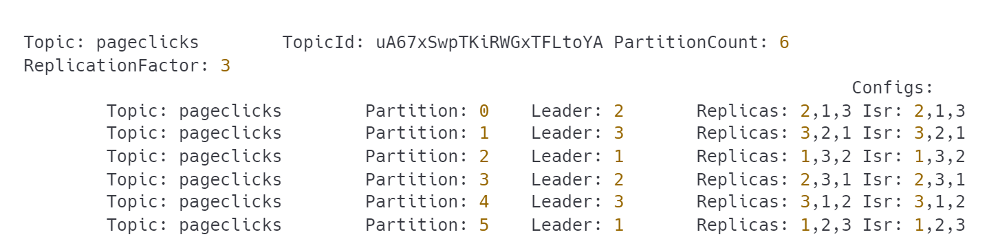 Topic: pageclicks        TopicId: uA67xSwpTKiRWGxTFLtoYA PartitionCount: 6
ReplicationFactor: 3
                                                                                Configs:
        Topic: pageclicks        Partition: 0    Leader: 2       Replicas: 2,1,3 Isr: 2,1,3
        Topic: pageclicks        Partition: 1    Leader: 3       Replicas: 3,2,1 Isr: 3,2,1
        Topic: pageclicks        Partition: 2    Leader: 1       Replicas: 1,3,2 Isr: 1,3,2
        Topic: pageclicks        Partition: 3    Leader: 2       Replicas: 2,3,1 Isr: 2,3,1
        Topic: pageclicks        Partition: 4    Leader: 3       Replicas: 3,1,2 Isr: 3,1,2
        Topic: pageclicks        Partition: 5    Leader: 1       Replicas: 1,2,3 Isr: 1,2,3